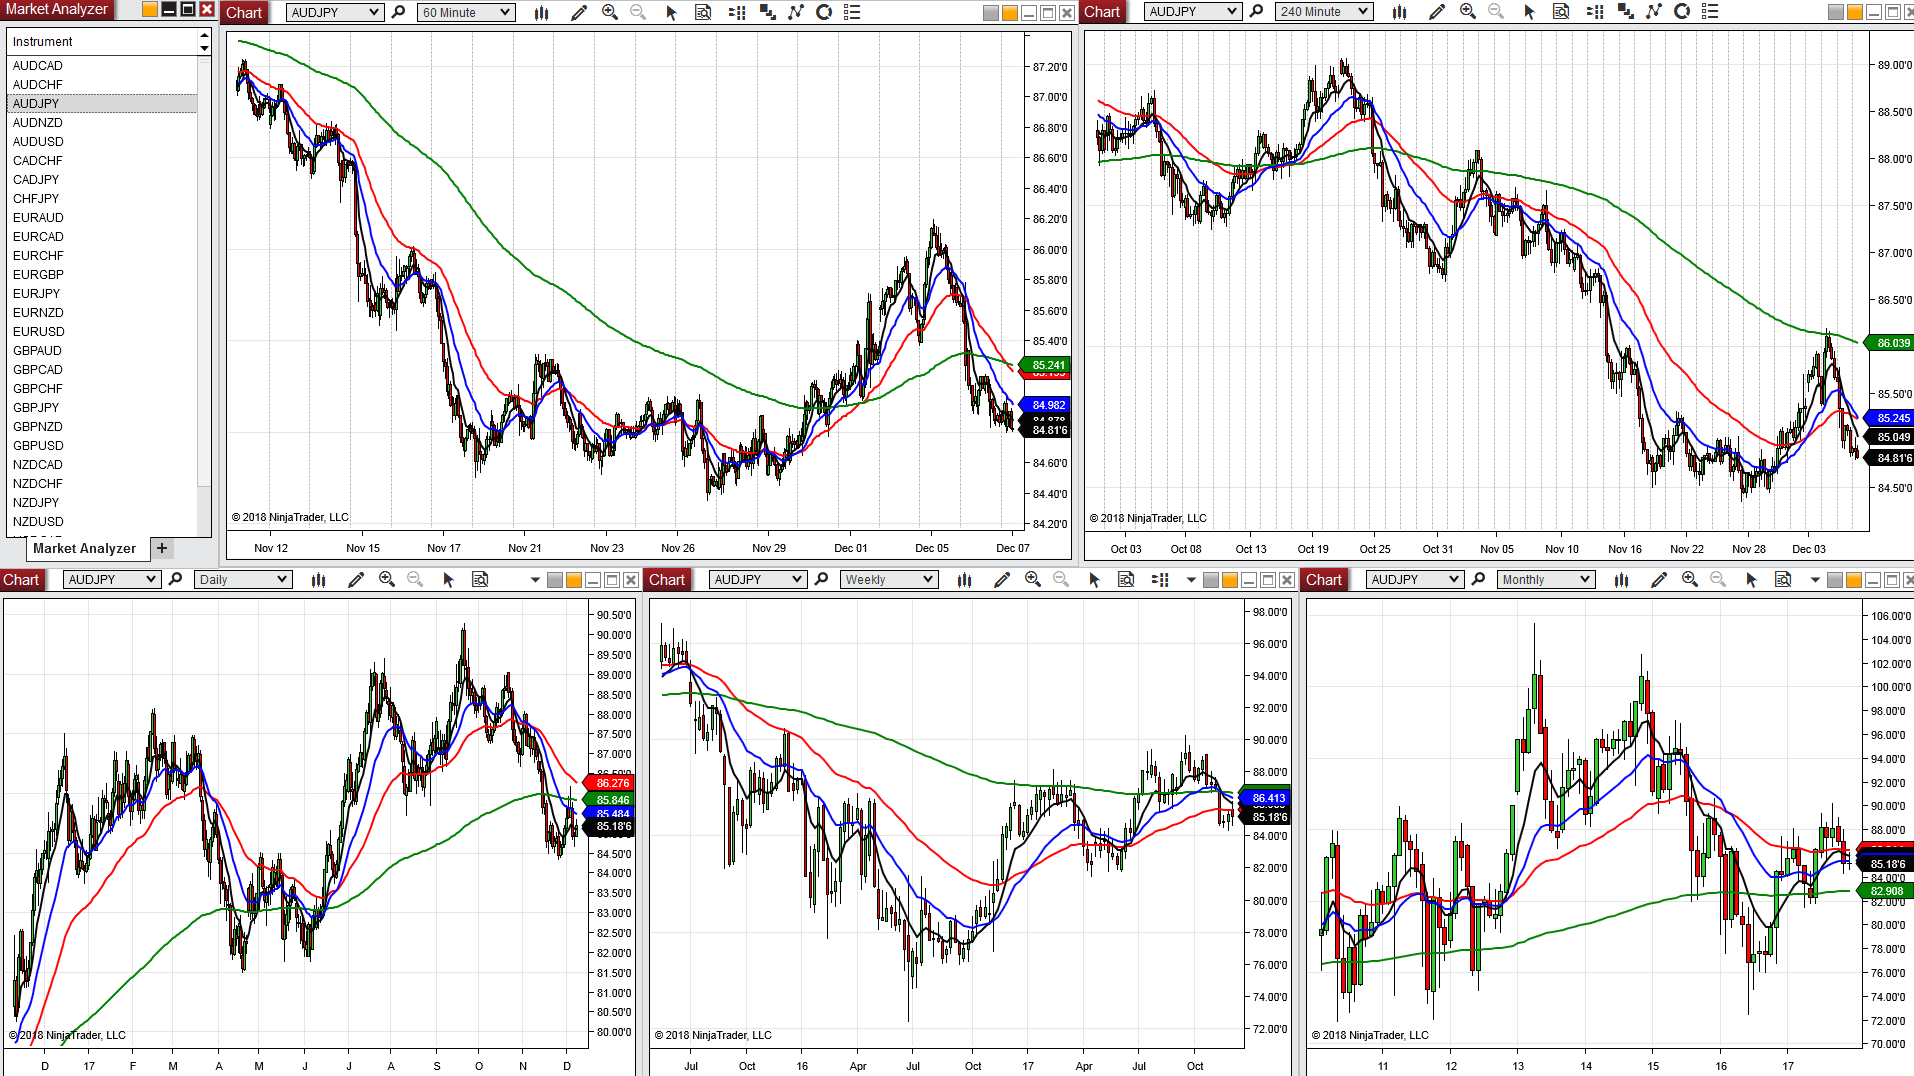 Market Analyzer
Instrument
AUDCAD
AUDCHF
AUDJPY
AUDNZD
AUDUSD
CADCHF
CADJPY
CHFJPY
EURAUD
EURCAD
EURCHF
EURGBP
EURJPY
EURNZD
EURUSD
GBPAUD
GBPCAD
GBPCHF
GBPJPY
GBPNZD
GBPUSD
NZDCAD
NZDCHF
NZDJPY
NZDUSD
Market Analyzer +
Chart AUDJPY 60 Minute
87.20'0
87.00'0
86.80'0
86.60'0
86.40'0
86.20'0
86.00'0
85.80'0
85.60'0
85.40'0
85.241
84.982
84.81'6
84.60'0
84.40'0
84.20'0
© 2018 NinjaTrader, LLC
Nov 12 Nov 15 Nov 17 Nov 21 Nov 23 Nov 26 Nov 29 Dec 01 Dec 05 Dec 07
Chart AUDJPY 240 Minute
89.00'0
88.50'0
88.00'0
87.50'0
87.00'0
86.50'0
86.039
85.50'0
85.245
85.049
84.81'6
84.50'0
© 2018 NinjaTrader, LLC
Oct 03 Oct 08 Oct 13 Oct 19 Oct 25 Oct 31 Nov 05 Nov 10 Nov 16 Nov 22 Nov 28 Dec 03
Chart AUDJPY Daily
90.50'0
90.00'0
89.00'0
88.50'0
88.00'0
87.50'0
87.00'0
86.276
85.846
85.484
85.18'6
84.50'0
84.00'0
83.50'0
83.00'0
82.50'0
82.00'0
81.50'0
81.00'0
80.50'0
80.00'0
© 2018 NinjaTrader, LLC
D 17 F M A M J J A S O N D
Chart AUDJPY Weekly
98.00'0
96.00'0
94.00'0
92.00'0
90.00'0
88.00'0
86.413
85.18'6
84.00'0
82.00'0
80.00'0
78.00'0
76.00'0
74.00'0
72.00'0
© 2018 NinjaTrader, LLC
Jul Oct 16 Apr Jul Oct 17 Apr Jul Oct
Chart AUDJPY Monthly
106.00'0
104.00'0
102.00'0
100.00'0
98.00'0
96.00'0
94.00'0
92.00'0
90.00'0
88.00'0
85.18'6
84.00'0
82.908
80.00'0
78.00'0
76.00'0
74.00'0
72.00'0
70.00'0
© 2018 NinjaTrader, LLC
11 12 13 14 15 16 17